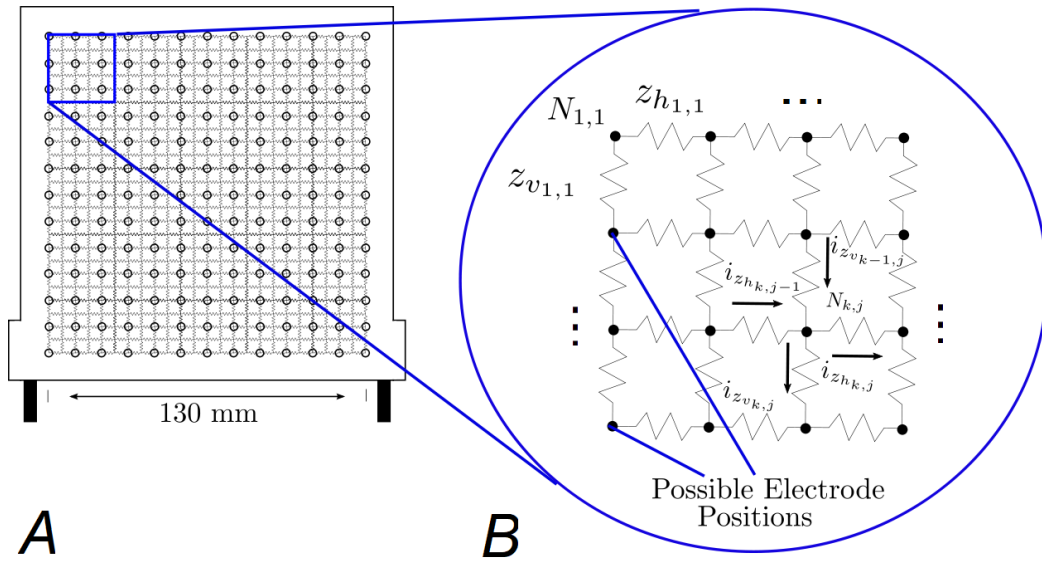 N1,1
zh1,1
...
zv1,1
izvk−1,j
izhk,j−1
Nk,j
izhk,j
izvk,j
130 mm
Possible Electrode
Positions
A
B